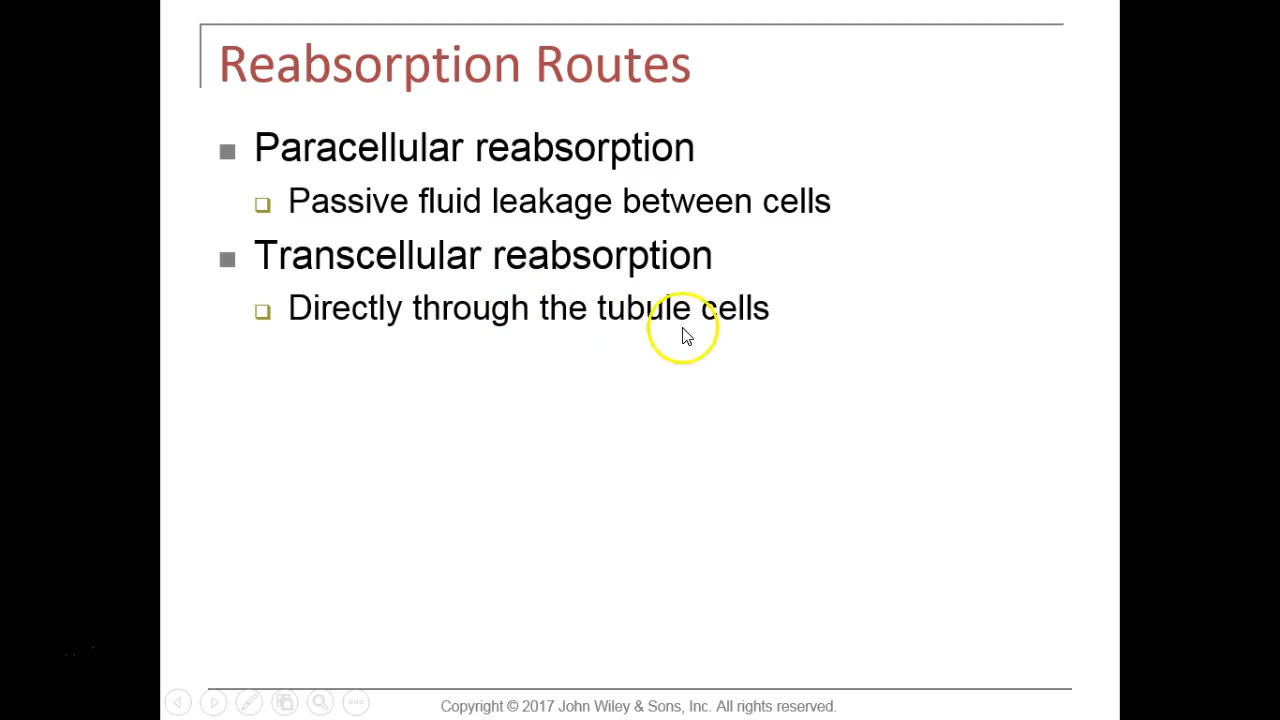 Reabsorption Routes
Paracellular reabsorption
Passive fluid leakage between cells
Transcellular reabsorption
Directly through the tubule cells
Copyright © 2017 John Wiley & Sons, Inc. All rights reserved.